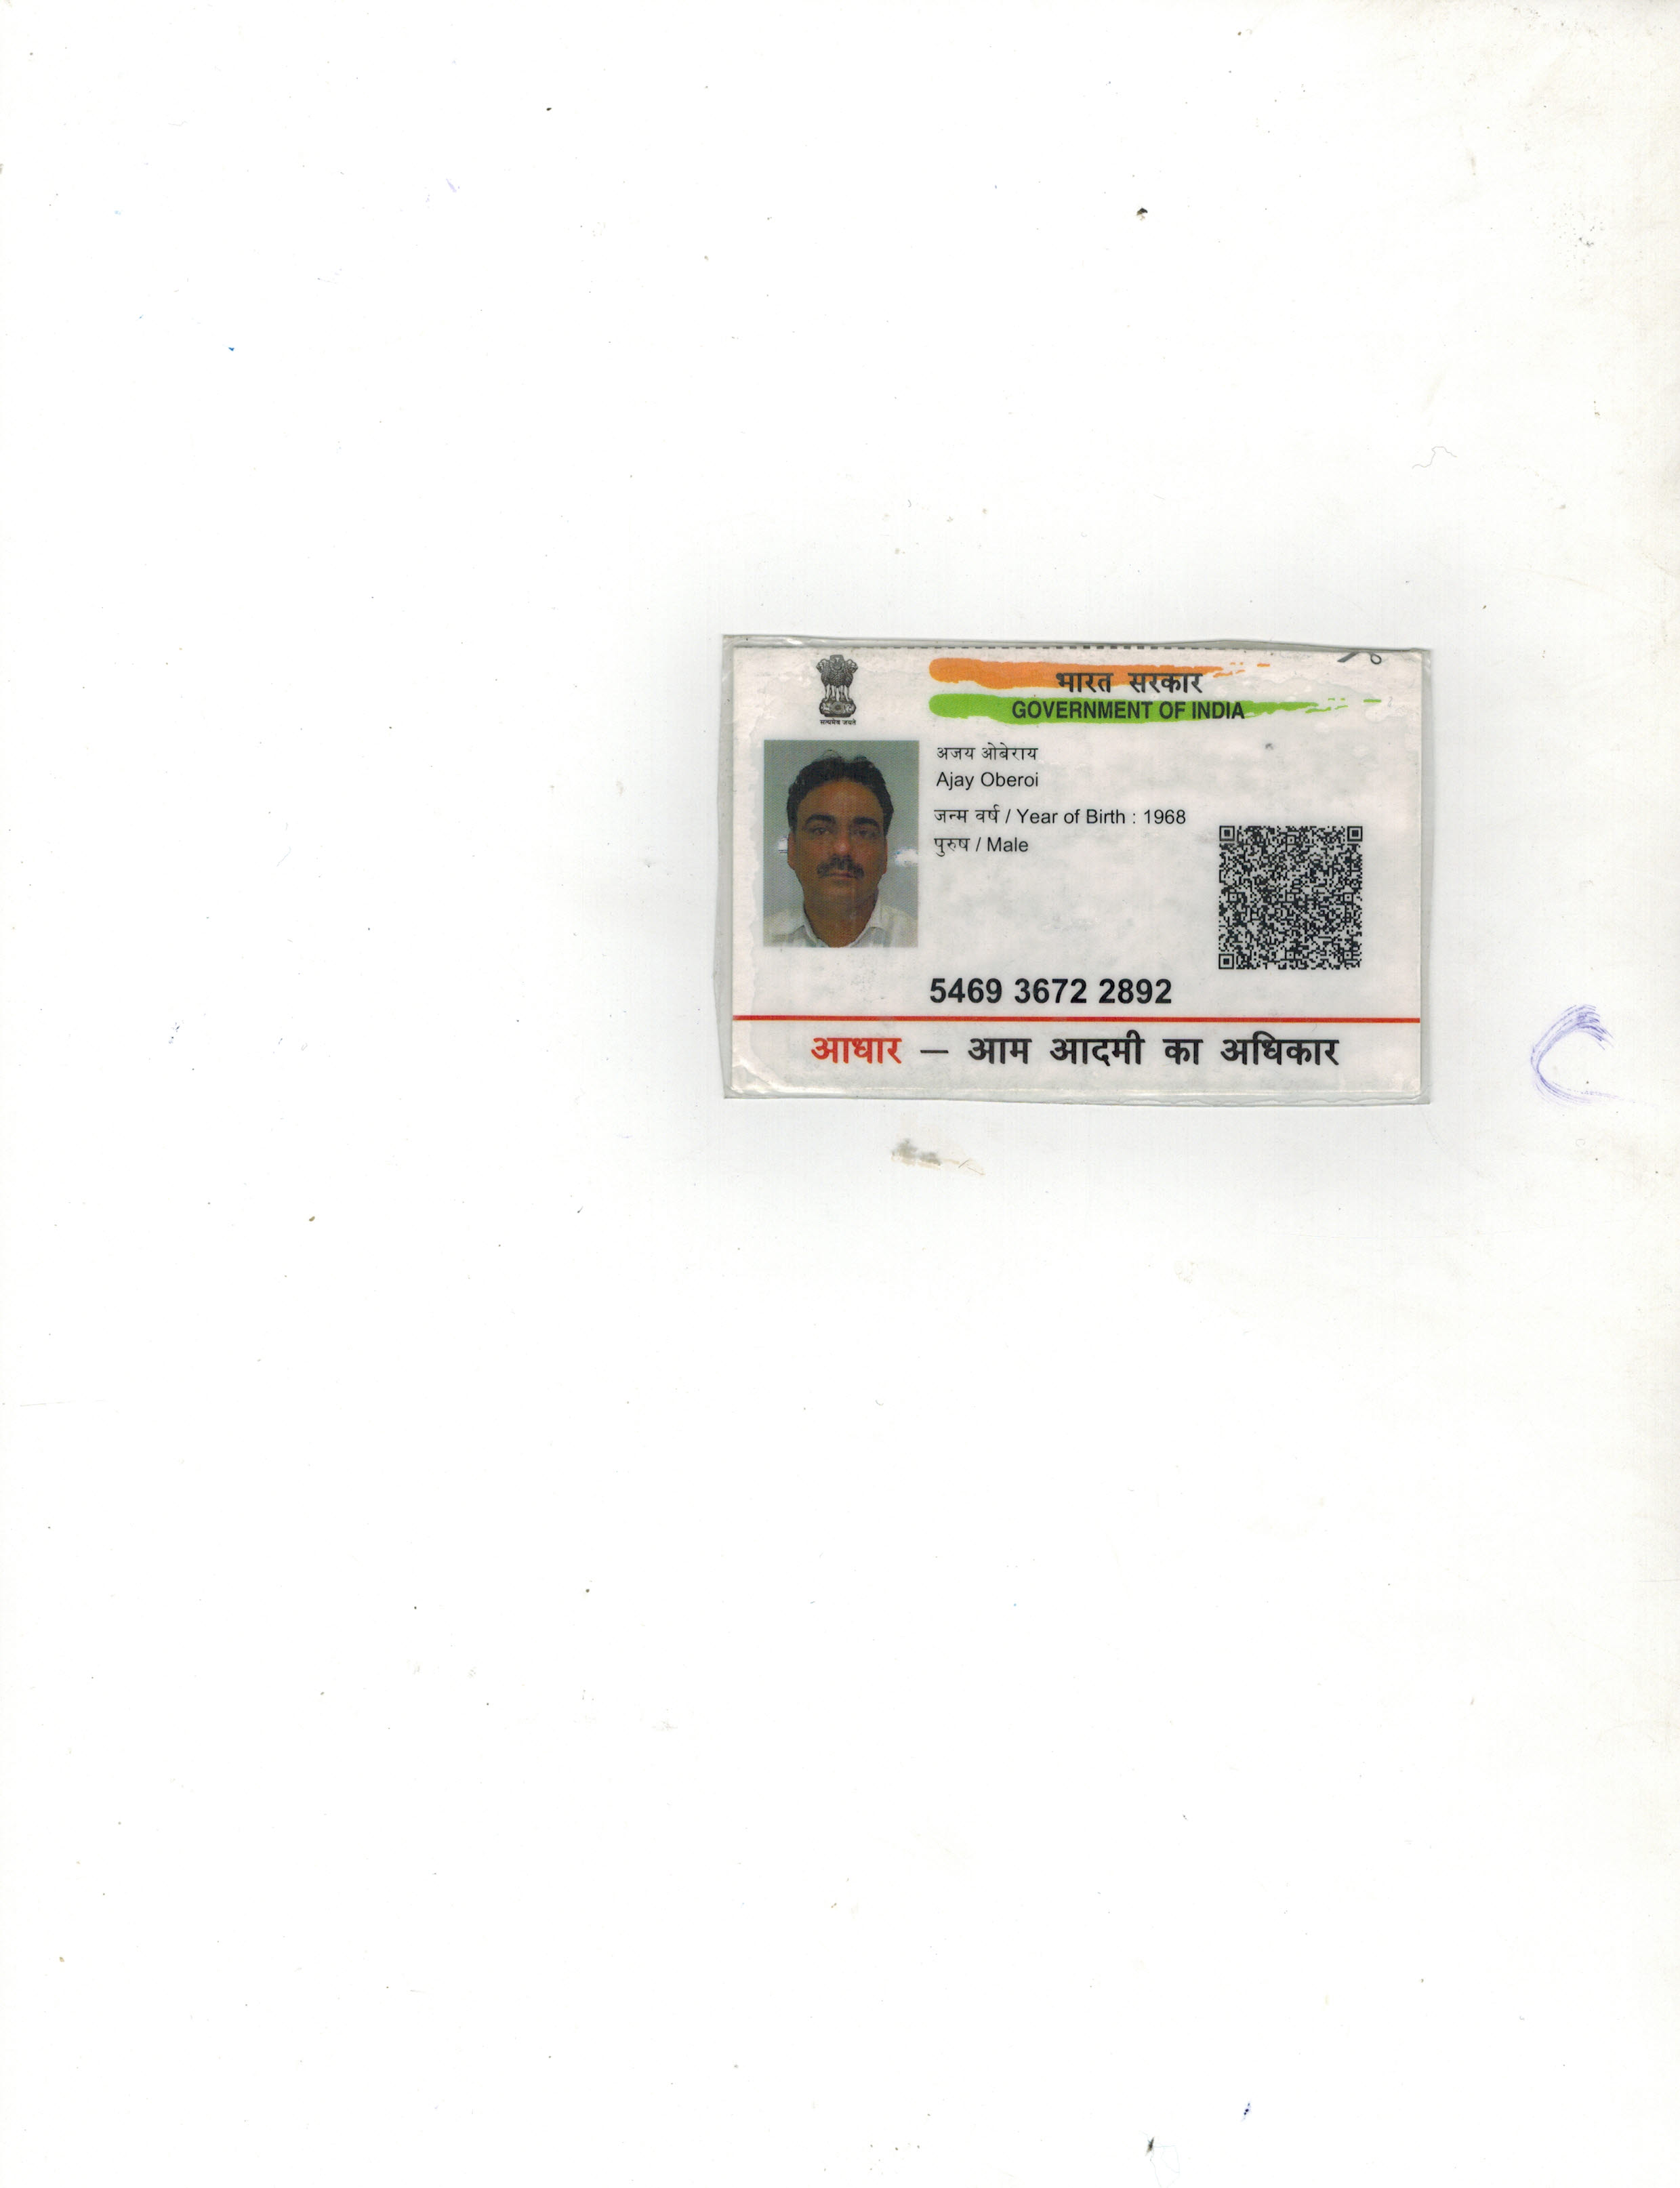 सत्यमेव जयते
भारत सरकार
GOVERNMENT OF INDIA
अजय ओबेराय
Ajay Oberoi
जन्म वर्ष / Year of Birth : 1968
पुरुष / Male
5469 3672 2892
आधार — आम आदमी का अधिकार